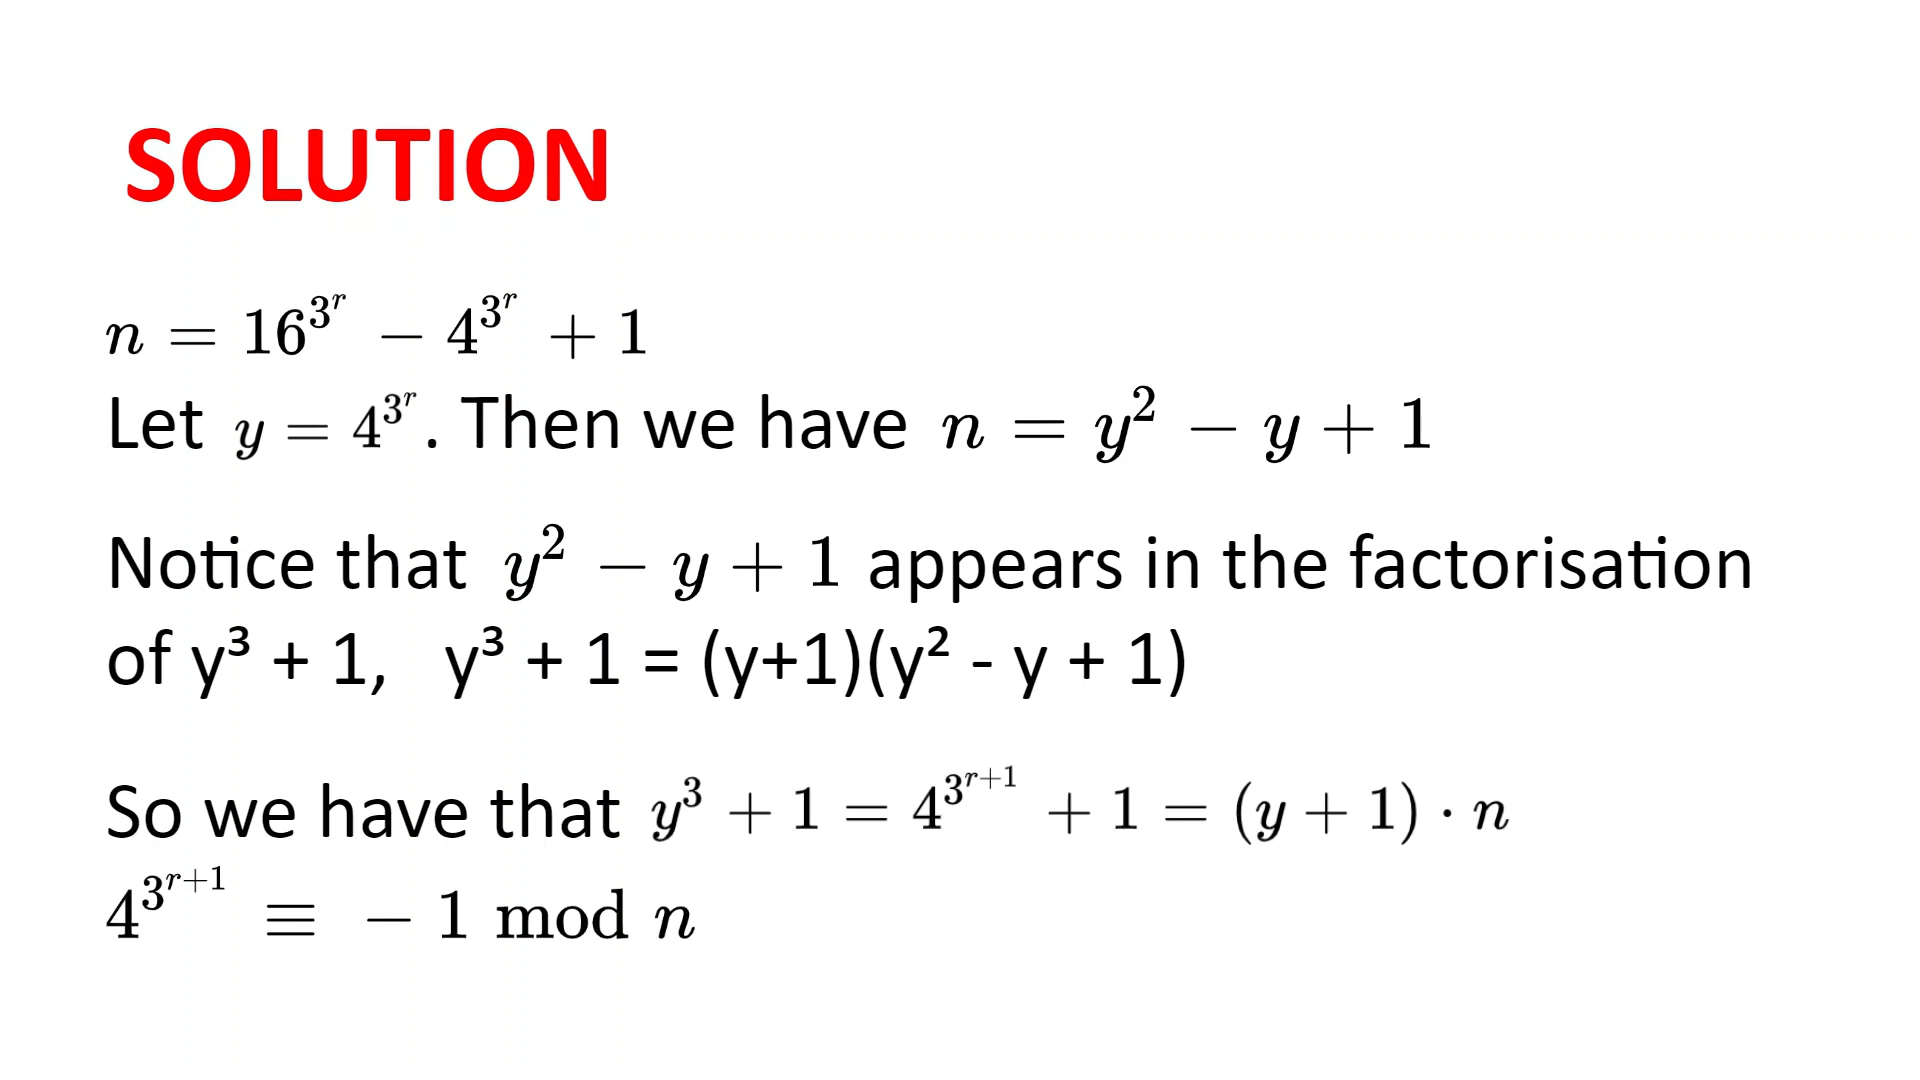 SOLUTION
n = 16^{3^r} − 4^{3^r} + 1
Let y = 4^{3^r}. Then we have n = y² − y + 1
Notice that y² − y + 1 appears in the factorisation
of y³ + 1, y³ + 1 = (y+1)(y² - y + 1)
So we have that y³ + 1 = 4^{3^{r+1}} + 1 = (y + 1) · n
4^{3^{r+1}} ≡ − 1 mod n